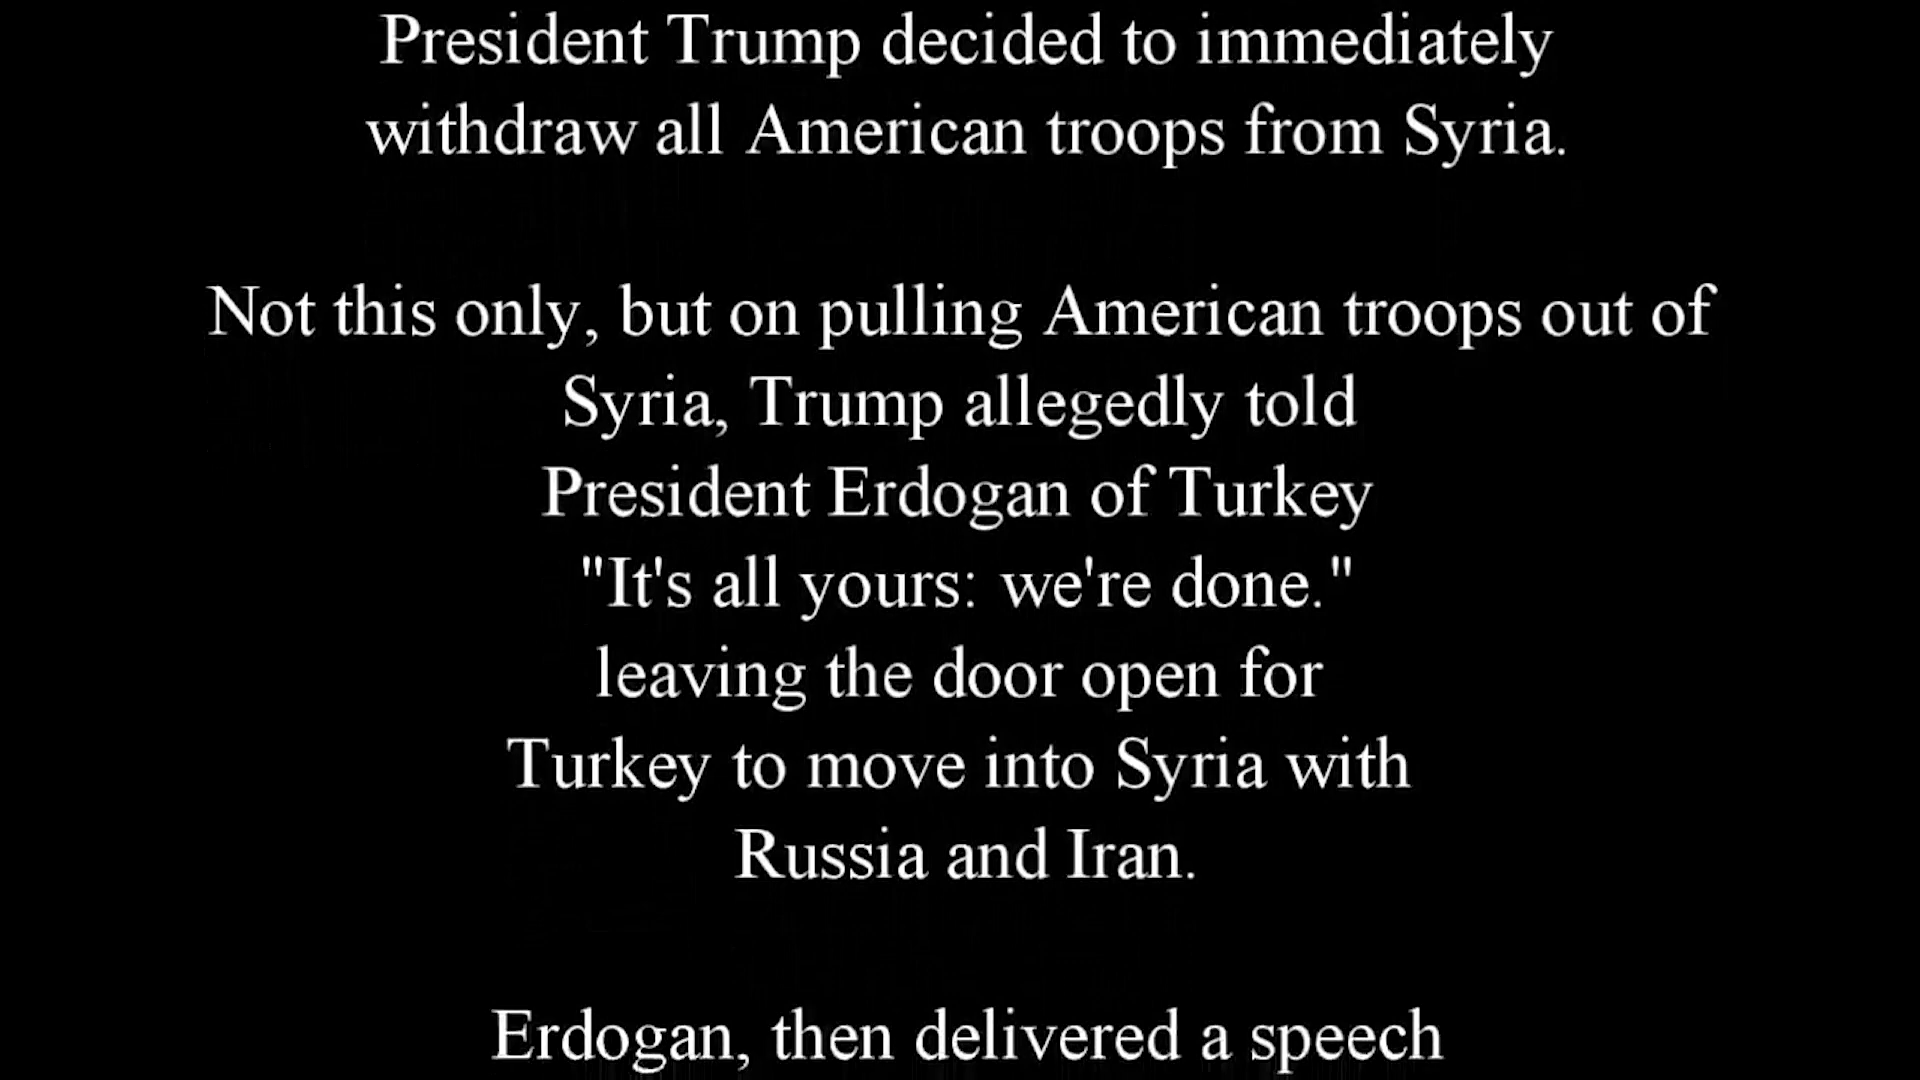 President Trump decided to immediately
withdraw all American troops from Syria.
Not this only, but on pulling American troops out of
Syria, Trump allegedly told
President Erdogan of Turkey
"It's all yours: we're done."
leaving the door open for
Turkey to move into Syria with
Russia and Iran.
Erdogan, then delivered a speech